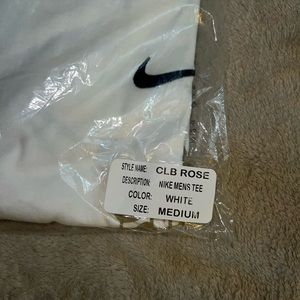 STYLE NAME: CLB ROSE
DESCRIPTION: NIKE MENS TEE
COLOR: WHITE
SIZE: MEDIUM